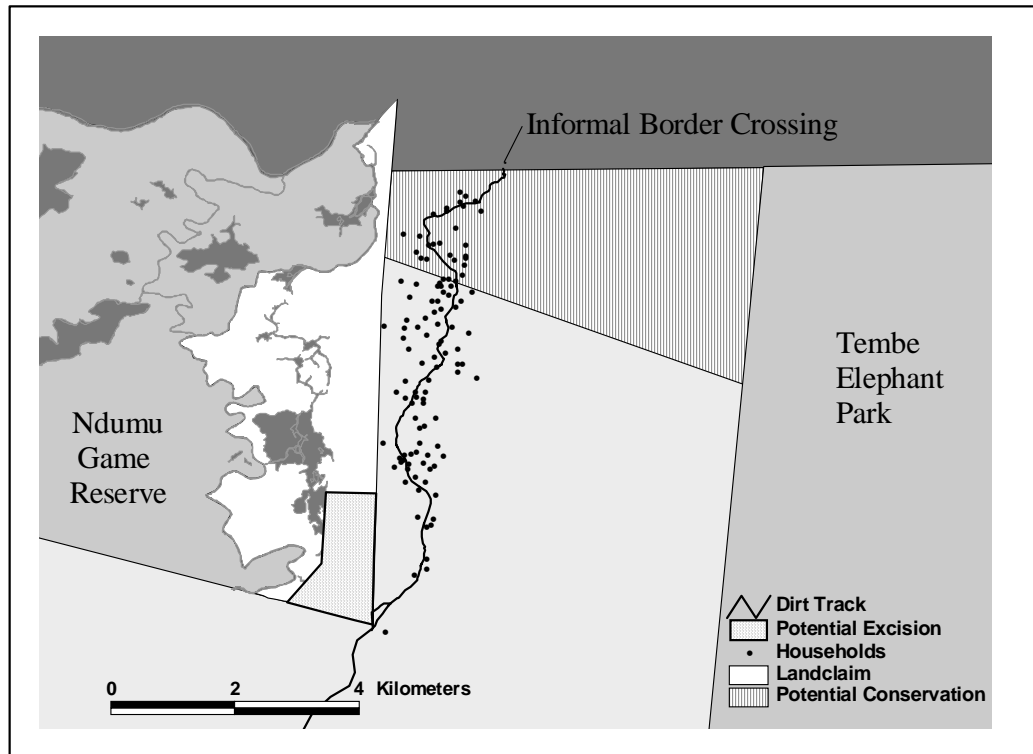 Informal Border Crossing
Tembe
Elephant
Park
Ndumu
Game
Reserve
Dirt Track
Potential Excision
Households
Landclaim
Potential Conservation
0 2 4 Kilometers